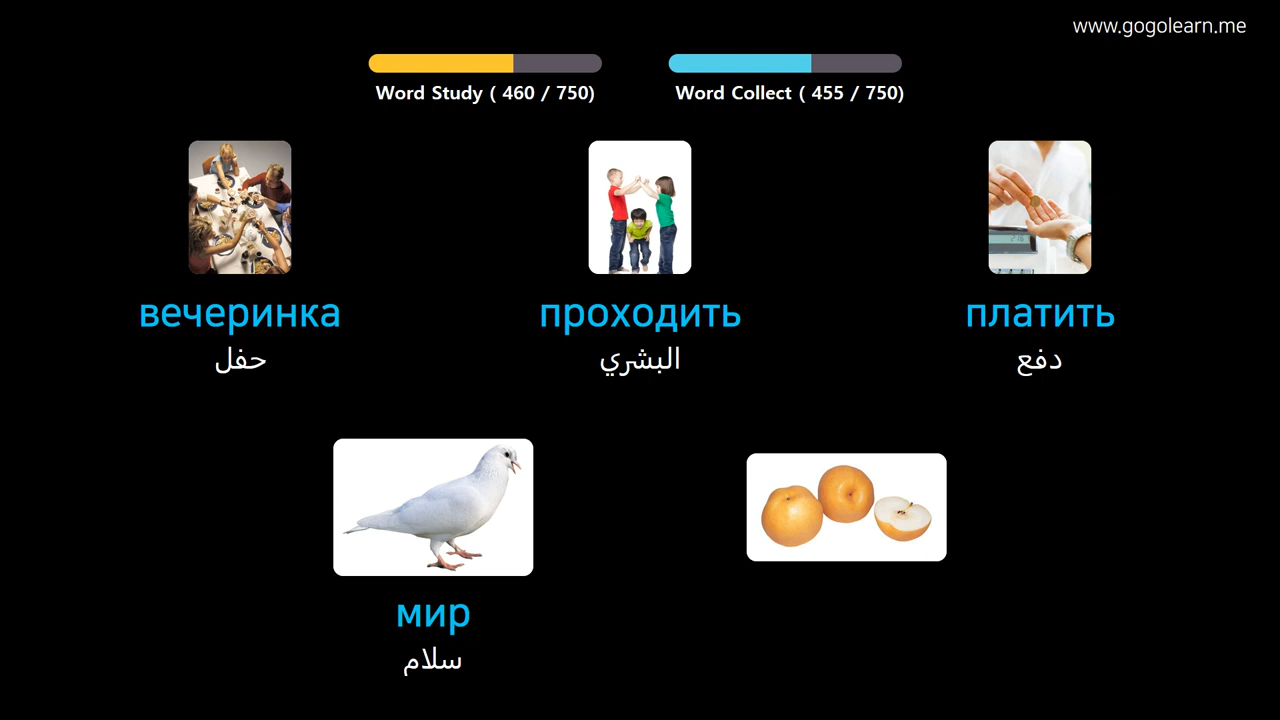 www.gogolearn.me
Word Study ( 460 / 750)
Word Collect ( 455 / 750)
вечеринка
حفل
проходить
البشري
платить
دفع
мир
سلام